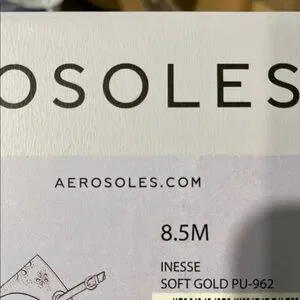 OSOLES
AEROSOLES.COM
8.5M
INESSE
SOFT GOLD PU-962